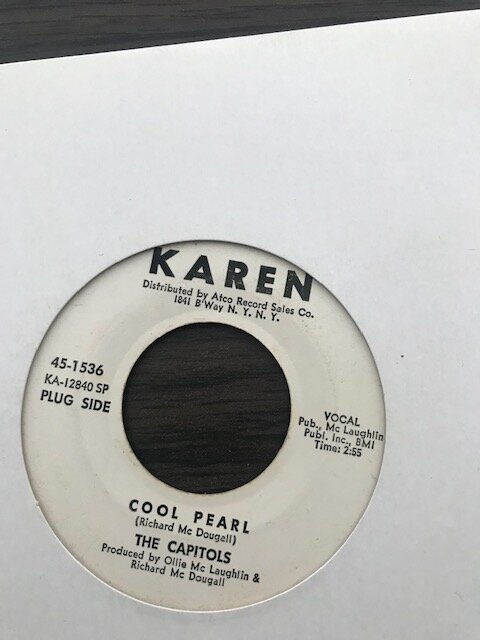 KAREN
Distributed by Atco Record Sales Co.
1841 B'Way N. Y. N. Y.
45-1536
KA-12840 SP
PLUG SIDE
VOCAL
Pub., Mc Laughlin
Publ. Inc., BMI
Time: 2:55
COOL PEARL
(Richard Mc Dougall)
THE CAPITOLS
Produced by Ollie Mc Laughlin &
Richard Mc Dougall